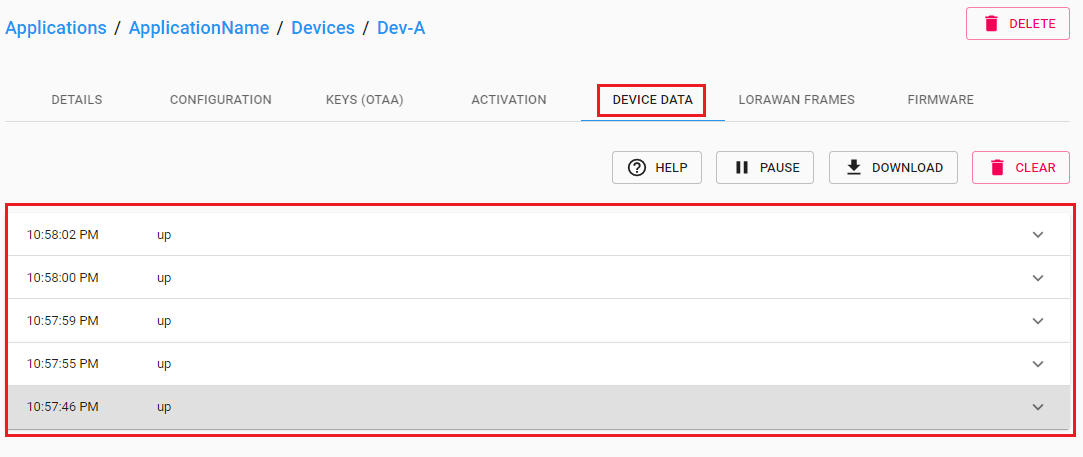 Applications / ApplicationName / Devices / Dev-A
DELETE
DETAILS CONFIGURATION KEYS (OTAA) ACTIVATION DEVICE DATA LORAWAN FRAMES FIRMWARE
HELP PAUSE DOWNLOAD CLEAR
10:58:02 PM up
10:58:00 PM up
10:57:59 PM up
10:57:55 PM up
10:57:46 PM up